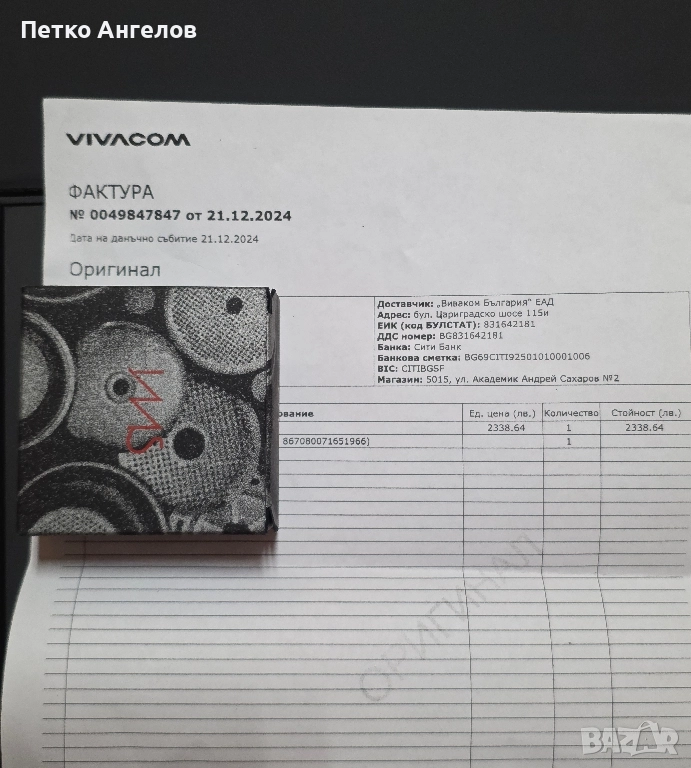 Петко Ангелов
VIVACOM
ФАКТУРА
№ 0049847847 от 21.12.2024
Дата на данъчно събитие 21.12.2024
Оригинал
Доставчик: „Виваком България" ЕАД
Адрес: бул. Цариградско шосе 115и
ЕИК (код БУЛСТАТ): 831642181
ДДС номер: BG831642181
Банка: Сити Банк
Банкова сметка: BG69CITI92501010001006
BIC: CITIBGSF
Магазин: 5015, ул. Академик Андрей Сахаров №2
ование Ед. цена (лв.) Количество Стойност (лв.)
2338.64 1 2338.64
867080071651966) 1
ОРИГИНАЛ
BAZAR